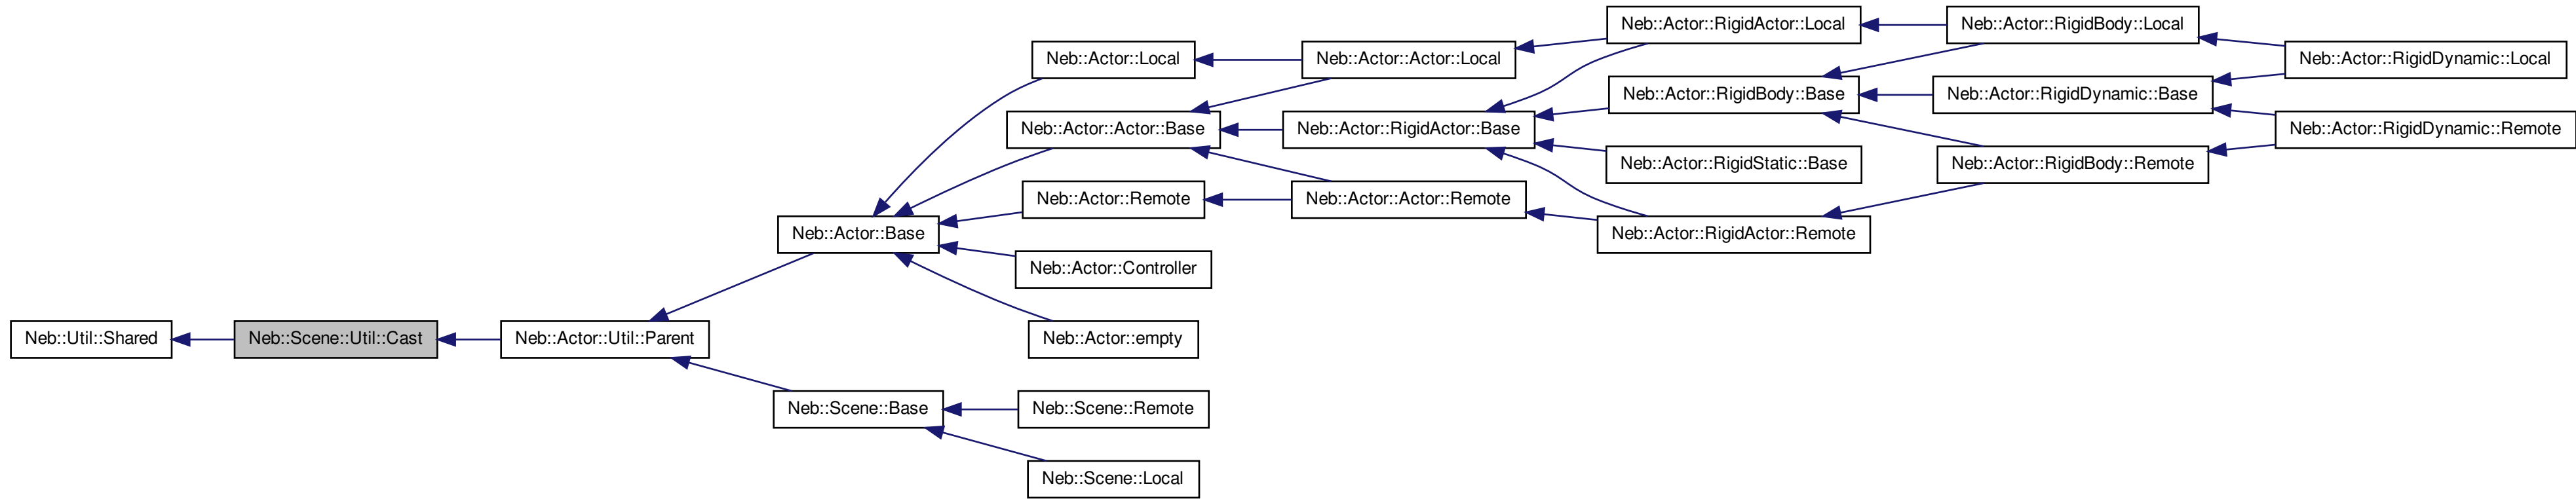 Neb::Util::Shared
Neb::Scene::Util::Cast
Neb::Actor::Util::Parent
Neb::Actor::Base
Neb::Scene::Base
Neb::Actor::Local
Neb::Actor::Actor::Base
Neb::Actor::Remote
Neb::Actor::Controller
Neb::Actor::empty
Neb::Scene::Remote
Neb::Scene::Local
Neb::Actor::Actor::Local
Neb::Actor::RigidActor::Base
Neb::Actor::Actor::Remote
Neb::Actor::RigidActor::Local
Neb::Actor::RigidBody::Base
Neb::Actor::RigidStatic::Base
Neb::Actor::RigidActor::Remote
Neb::Actor::RigidBody::Local
Neb::Actor::RigidDynamic::Base
Neb::Actor::RigidBody::Remote
Neb::Actor::RigidDynamic::Local
Neb::Actor::RigidDynamic::Remote